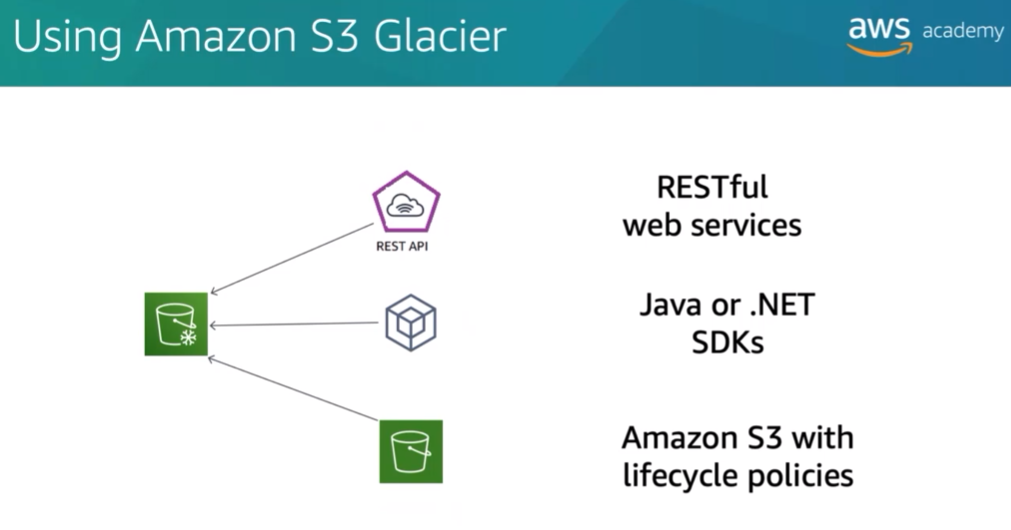 Using Amazon S3 Glacier
aws academy
REST API
RESTful
web services
Java or .NET
SDKs
Amazon S3 with
lifecycle policies